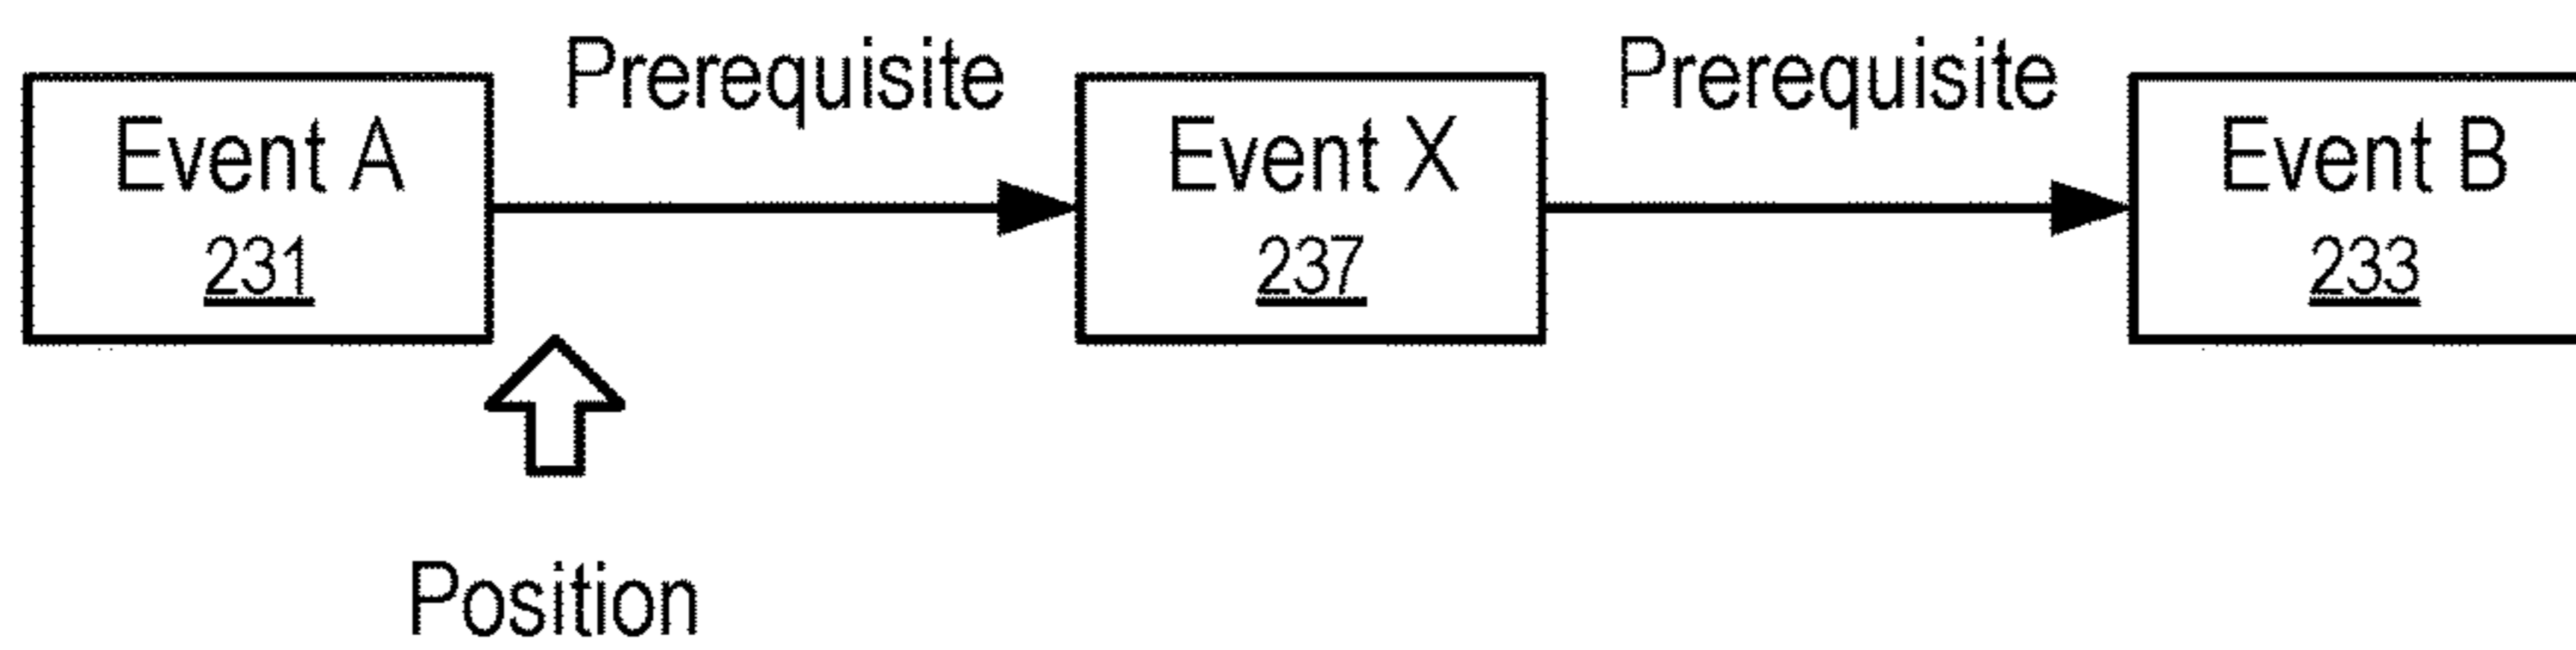 Prerequisite Prerequisite
Event A Event X Event B
231 237 233
Position